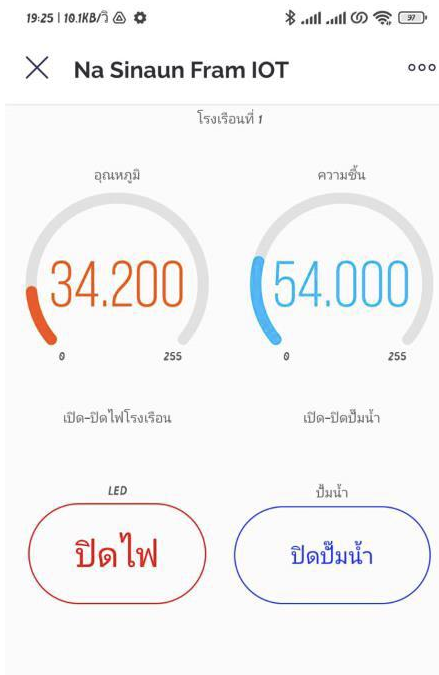 19:25 | 10.1KB/วิ
97
Na Sinaun Fram IOT
โรงเรือนที่ 1
อุณหภูมิ
ความชื้น
34.200
54.000
0
255
0
255
เปิด-ปิดไฟโรงเรือน
เปิด-ปิดปั๊มน้ำ
LED
ปั๊มน้ำ
ปิดไฟ
ปิดปั๊มน้ำ